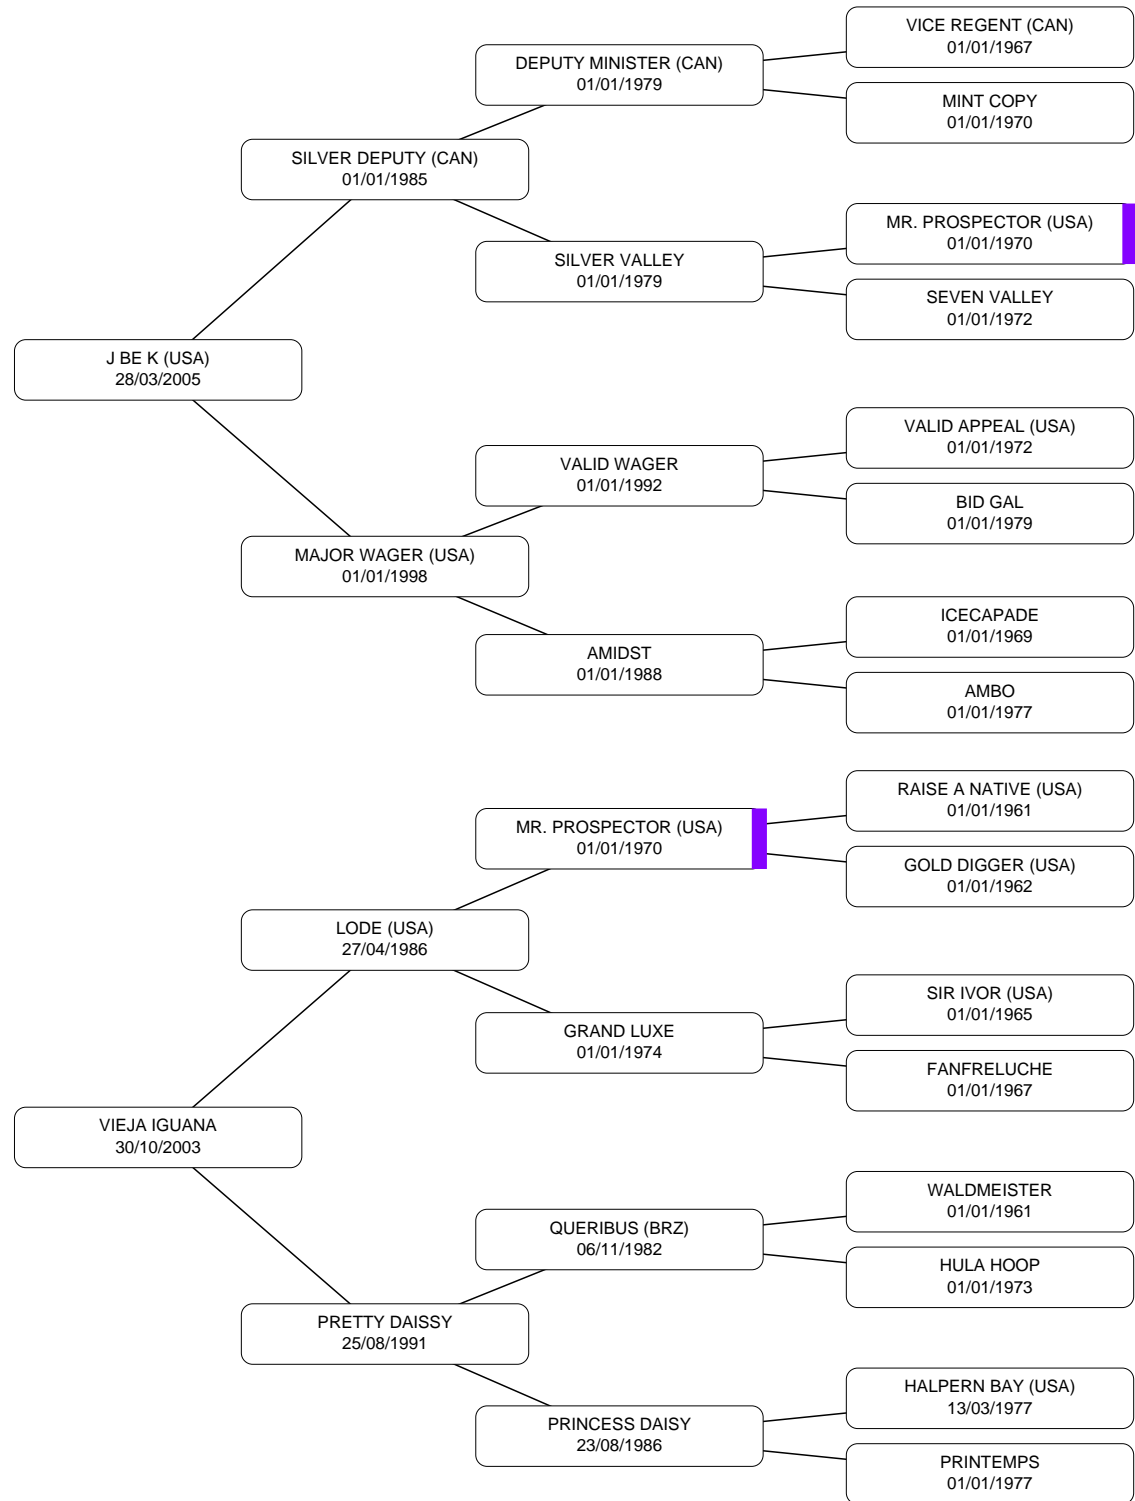 VICE REGENT (CAN)
01/01/1967
DEPUTY MINISTER (CAN)
01/01/1979
MINT COPY
01/01/1970
SILVER DEPUTY (CAN)
01/01/1985
MR. PROSPECTOR (USA)
01/01/1970
SILVER VALLEY
01/01/1979
SEVEN VALLEY
01/01/1972
J BE K (USA)
28/03/2005
VALID APPEAL (USA)
01/01/1972
VALID WAGER
01/01/1992
BID GAL
01/01/1979
MAJOR WAGER (USA)
01/01/1998
ICECAPADE
01/01/1969
AMIDST
01/01/1988
AMBO
01/01/1977
RAISE A NATIVE (USA)
01/01/1961
MR. PROSPECTOR (USA)
01/01/1970
GOLD DIGGER (USA)
01/01/1962
LODE (USA)
27/04/1986
SIR IVOR (USA)
01/01/1965
GRAND LUXE
01/01/1974
FANFRELUCHE
01/01/1967
VIEJA IGUANA
30/10/2003
WALDMEISTER
01/01/1961
QUERIBUS (BRZ)
06/11/1982
HULA HOOP
01/01/1973
PRETTY DAISSY
25/08/1991
HALPERN BAY (USA)
13/03/1977
PRINCESS DAISY
23/08/1986
PRINTEMPS
01/01/1977